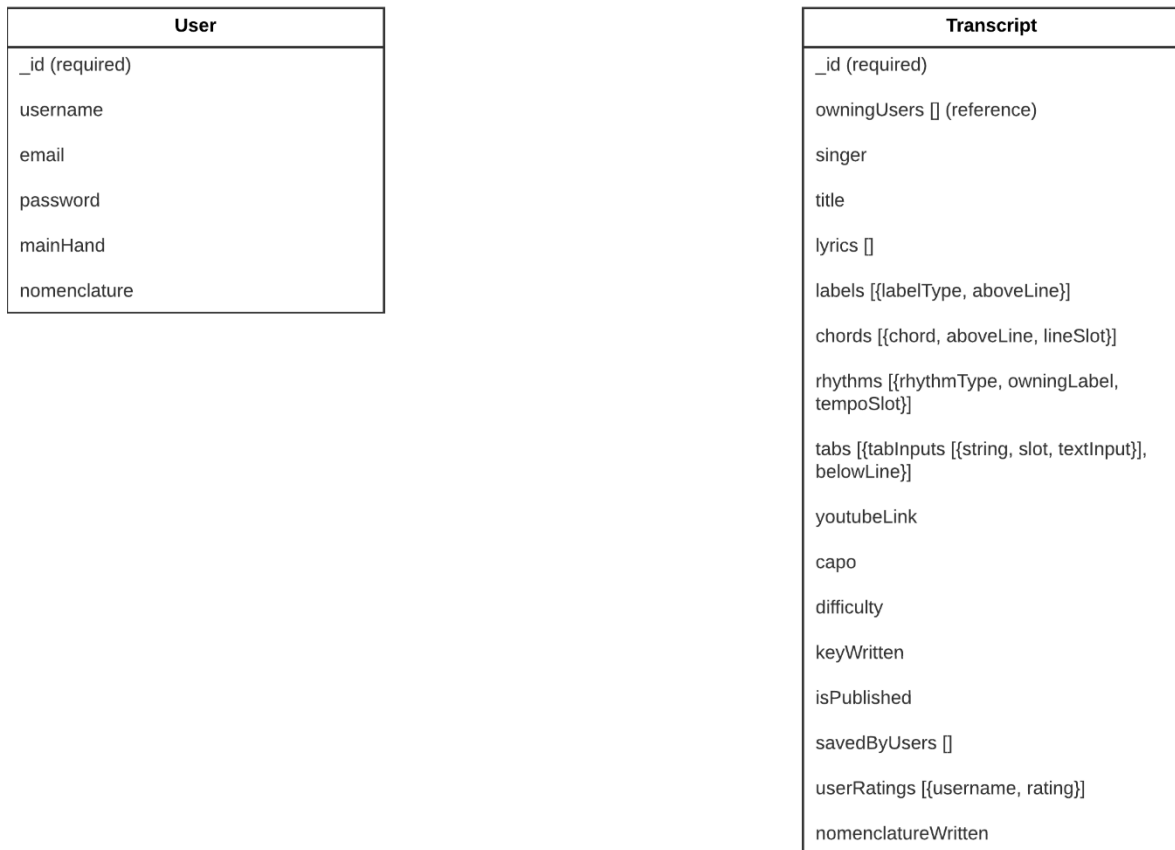 User
_id (required)
username
email
password
mainHand
nomenclature
Transcript
_id (required)
owningUsers [] (reference)
singer
title
lyrics []
labels [{labelType, aboveLine}]
chords [{chord, aboveLine, lineSlot}]
rhythms [{rhythmType, owningLabel,
tempoSlot}]
tabs [{tabInputs [{string, slot, textInput}],
belowLine}]
youtubeLink
capo
difficulty
keyWritten
isPublished
savedByUsers []
userRatings [{username, rating}]
nomenclatureWritten